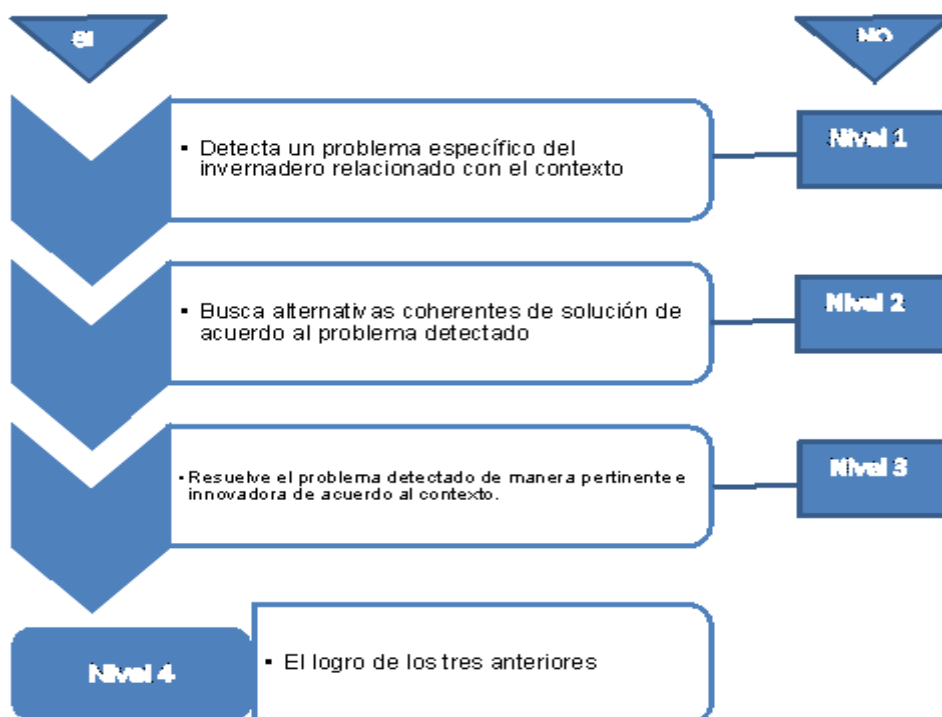 SI
NO
▪ Detecta un problema específico del
invernadero relacionado con el contexto
Nivel 1
▪ Busca alternativas coherentes de solución de
acuerdo al problema detectado
Nivel 2
▪ Resuelve el problema detectado de manera pertinente e
innovadora de acuerdo al contexto.
Nivel 3
Nivel 4
▪ El logro de los tres anteriores